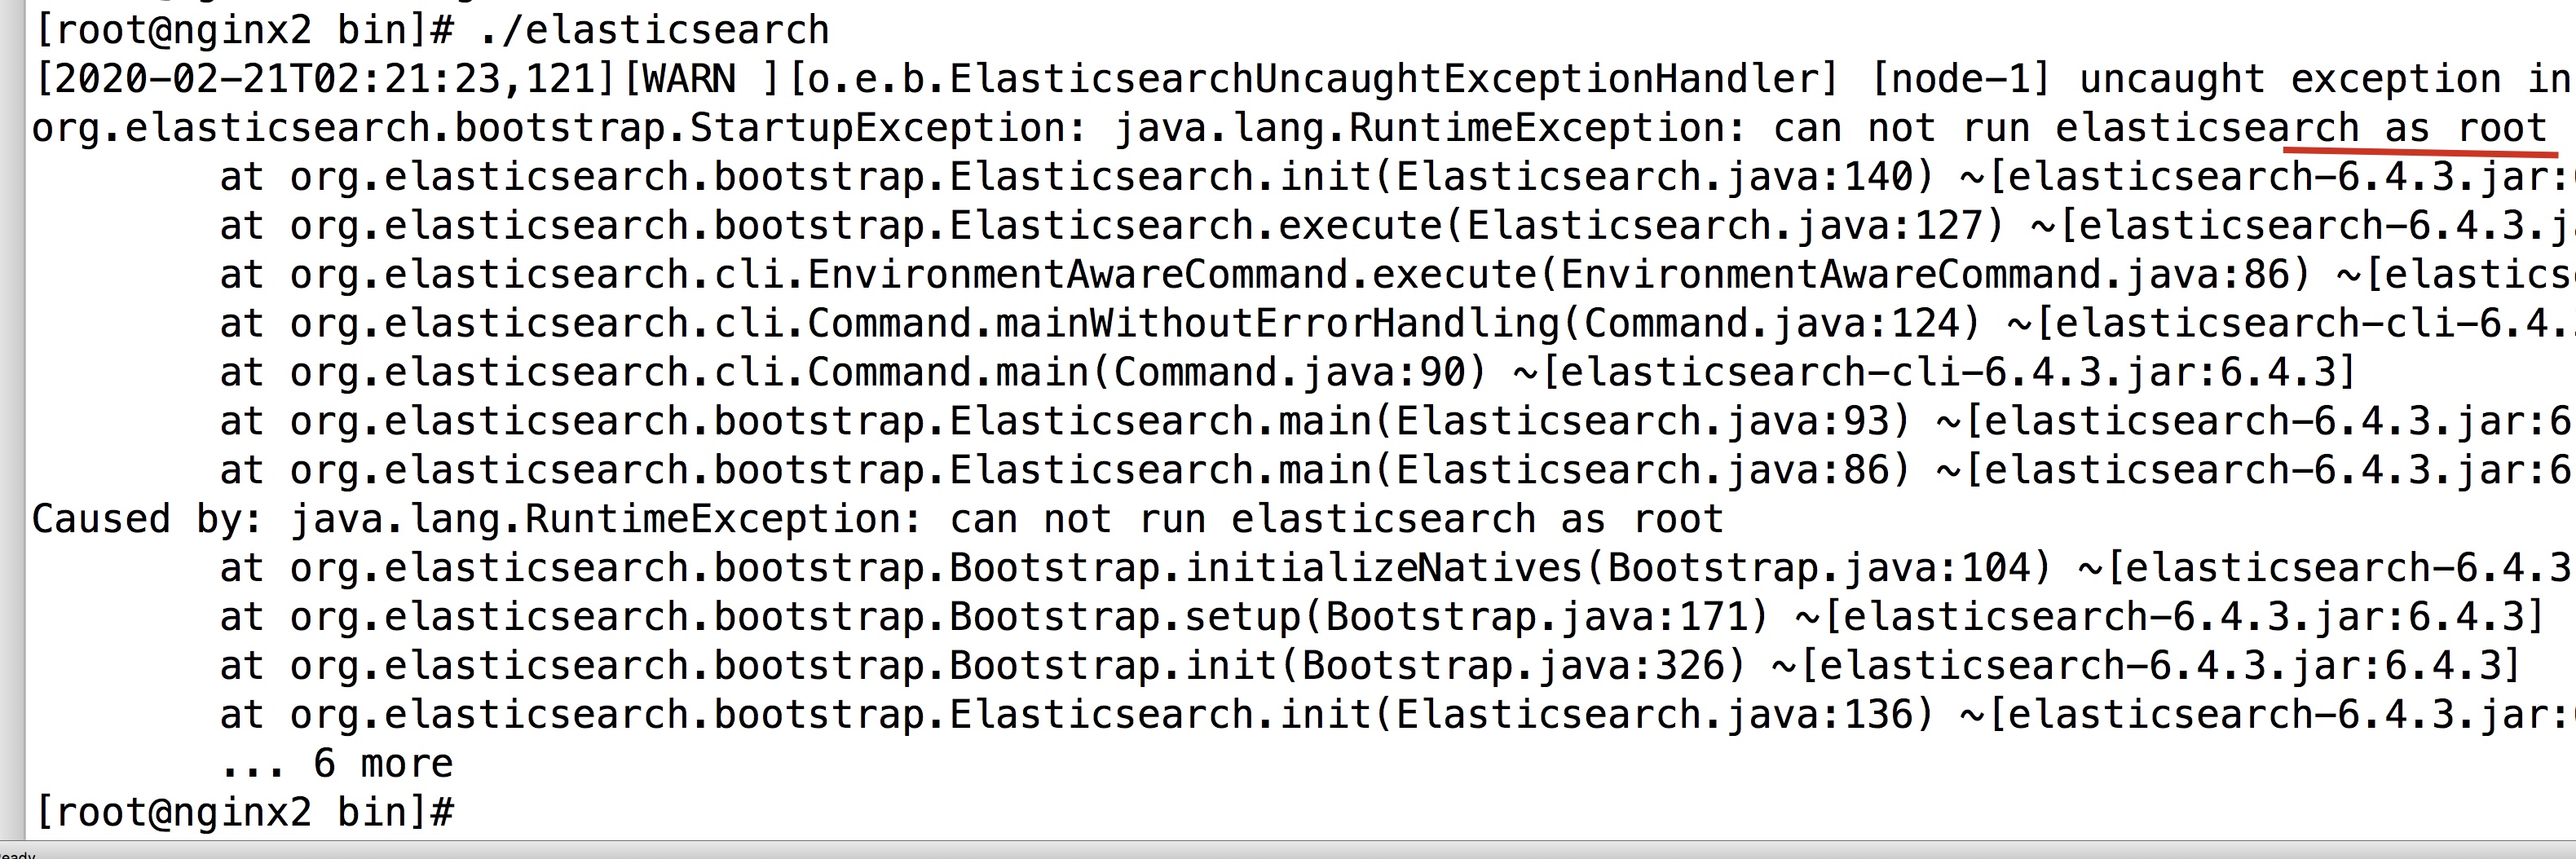 [root@nginx2 bin]# ./elasticsearch
[2020-02-21T02:21:23,121][WARN ][o.e.b.ElasticsearchUncaughtExceptionHandler] [node-1] uncaught exception in
org.elasticsearch.bootstrap.StartupException: java.lang.RuntimeException: can not run elasticsearch as root
at org.elasticsearch.bootstrap.Elasticsearch.init(Elasticsearch.java:140) ~[elasticsearch-6.4.3.jar:
at org.elasticsearch.bootstrap.Elasticsearch.execute(Elasticsearch.java:127) ~[elasticsearch-6.4.3.j
at org.elasticsearch.cli.EnvironmentAwareCommand.execute(EnvironmentAwareCommand.java:86) ~[elastics
at org.elasticsearch.cli.Command.mainWithoutErrorHandling(Command.java:124) ~[elasticsearch-cli-6.4.
at org.elasticsearch.cli.Command.main(Command.java:90) ~[elasticsearch-cli-6.4.3.jar:6.4.3]
at org.elasticsearch.bootstrap.Elasticsearch.main(Elasticsearch.java:93) ~[elasticsearch-6.4.3.jar:6
at org.elasticsearch.bootstrap.Elasticsearch.main(Elasticsearch.java:86) ~[elasticsearch-6.4.3.jar:6
Caused by: java.lang.RuntimeException: can not run elasticsearch as root
at org.elasticsearch.bootstrap.Bootstrap.initializeNatives(Bootstrap.java:104) ~[elasticsearch-6.4.3
at org.elasticsearch.bootstrap.Bootstrap.setup(Bootstrap.java:171) ~[elasticsearch-6.4.3.jar:6.4.3]
at org.elasticsearch.bootstrap.Bootstrap.init(Bootstrap.java:326) ~[elasticsearch-6.4.3.jar:6.4.3]
at org.elasticsearch.bootstrap.Elasticsearch.init(Elasticsearch.java:136) ~[elasticsearch-6.4.3.jar:
... 6 more
[root@nginx2 bin]#